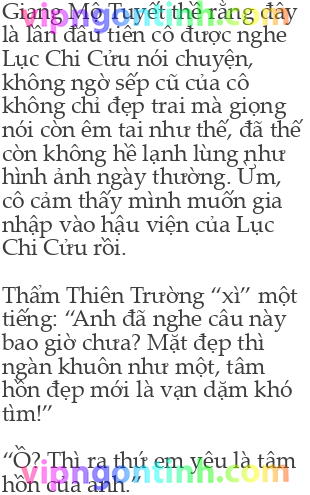 Giang Mộ Tuyết thề rằng đây
là lần đầu tiên cô được nghe
vipngontinh.com
Lục Chi Cửu nói chuyện,
không ngờ sếp cũ của cô
không chỉ đẹp trai mà giọng
nói còn êm tai như thế, đã thế
còn không hề lạnh lùng như
hình ảnh ngày thường. Ừm,
cô cảm thấy mình muốn gia
nhập vào hậu viện của Lục
Chi Cửu rồi.
Thẩm Thiên Trường “xì” một
tiếng: “Anh đã nghe câu này
bao giờ chưa? Mặt đẹp thì
ngàn khuôn như một, tâm
hồn đẹp mới là vạn dặm khó
tìm!”
“Ồ? Thì ra thứ em yêu là tâm
vipngontinh.com
hồn của anh.”